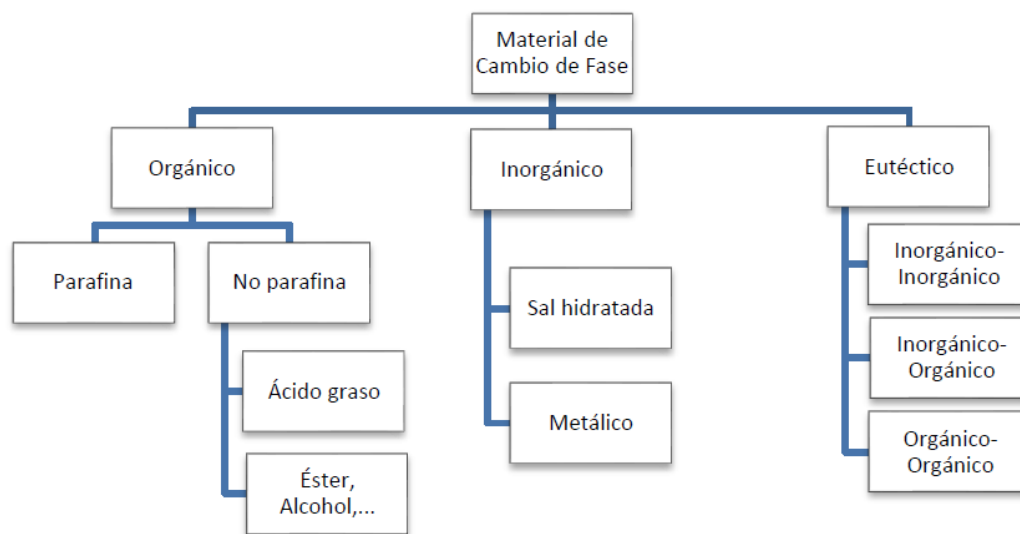 Material de
Cambio de Fase
Orgánico
Inorgánico
Eutéctico
Parafina
No parafina
Ácido graso
Éster,
Alcohol,...
Sal hidratada
Metálico
Inorgánico-
Inorgánico
Inorgánico-
Orgánico
Orgánico-
Orgánico